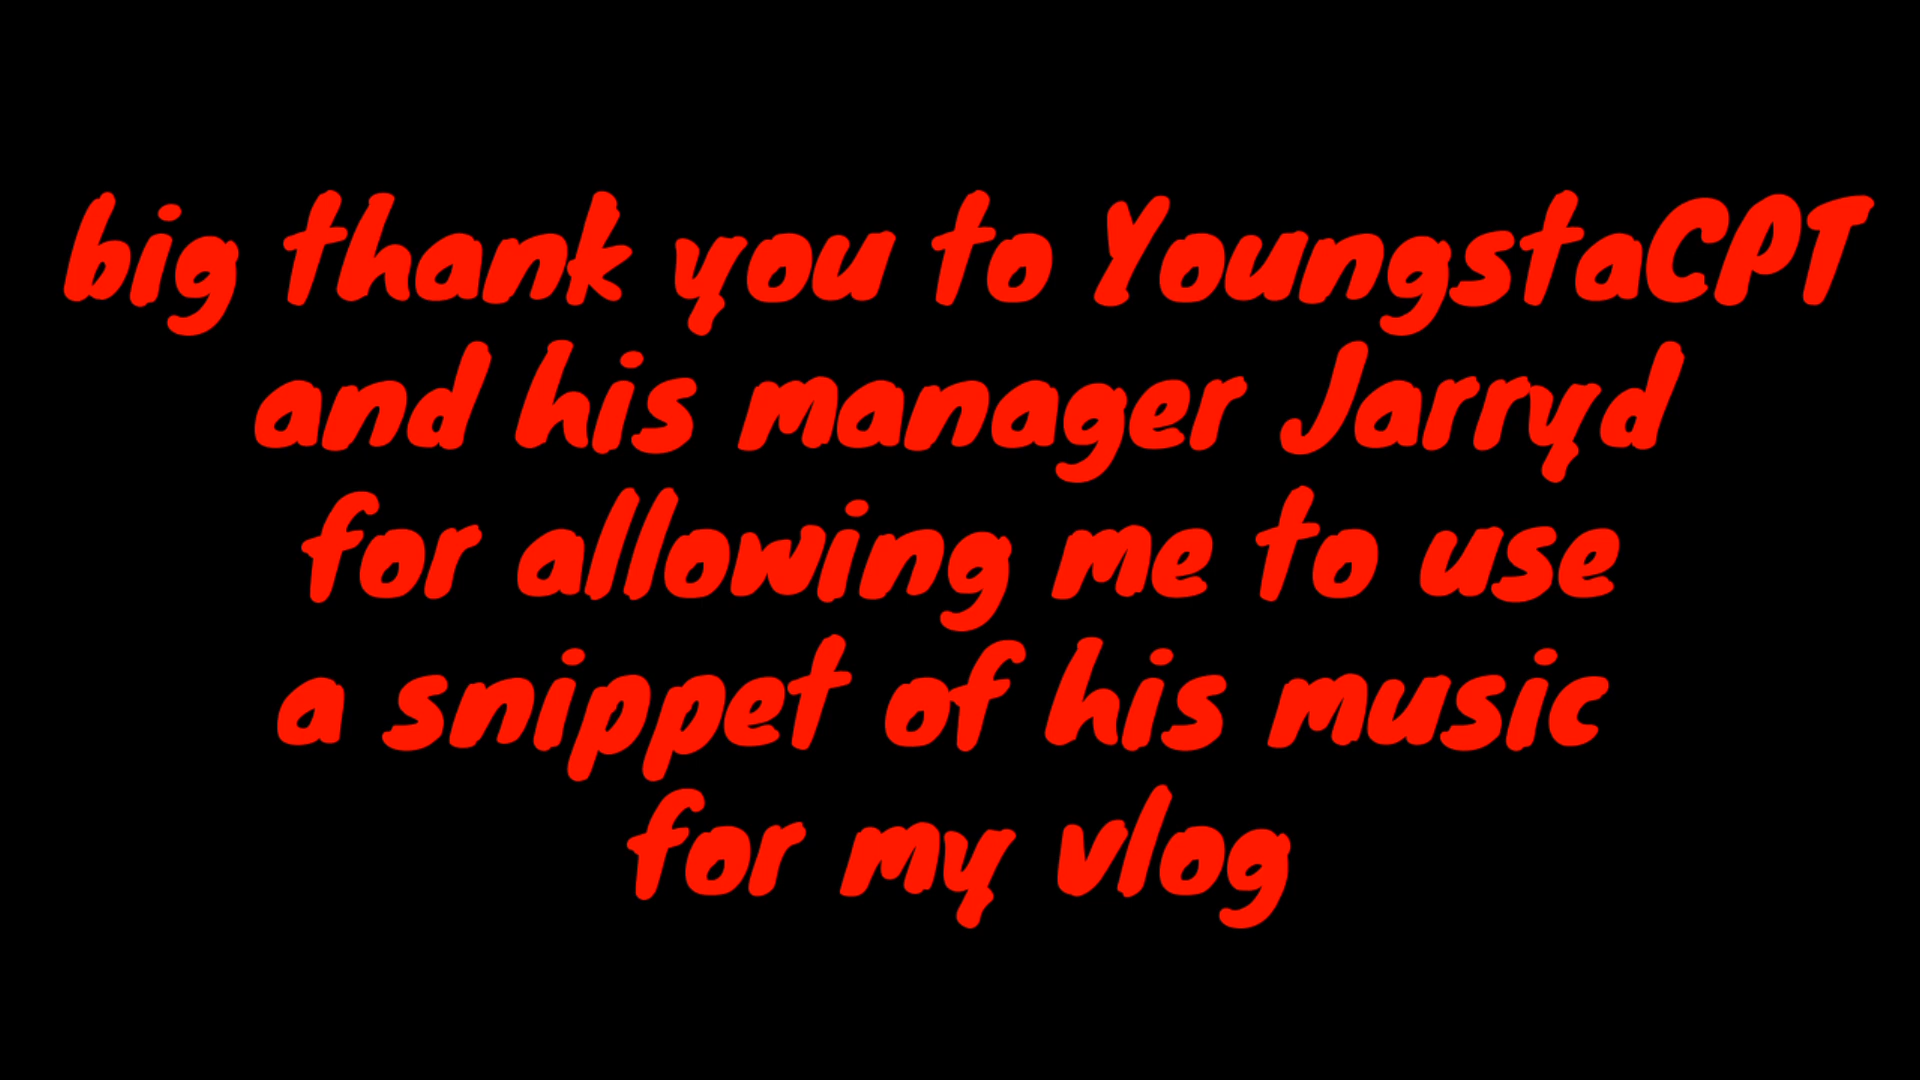 big thank you to YoungstaCPT
and his manager Jarryd
for allowing me to use
a snippet of his music
for my vlog